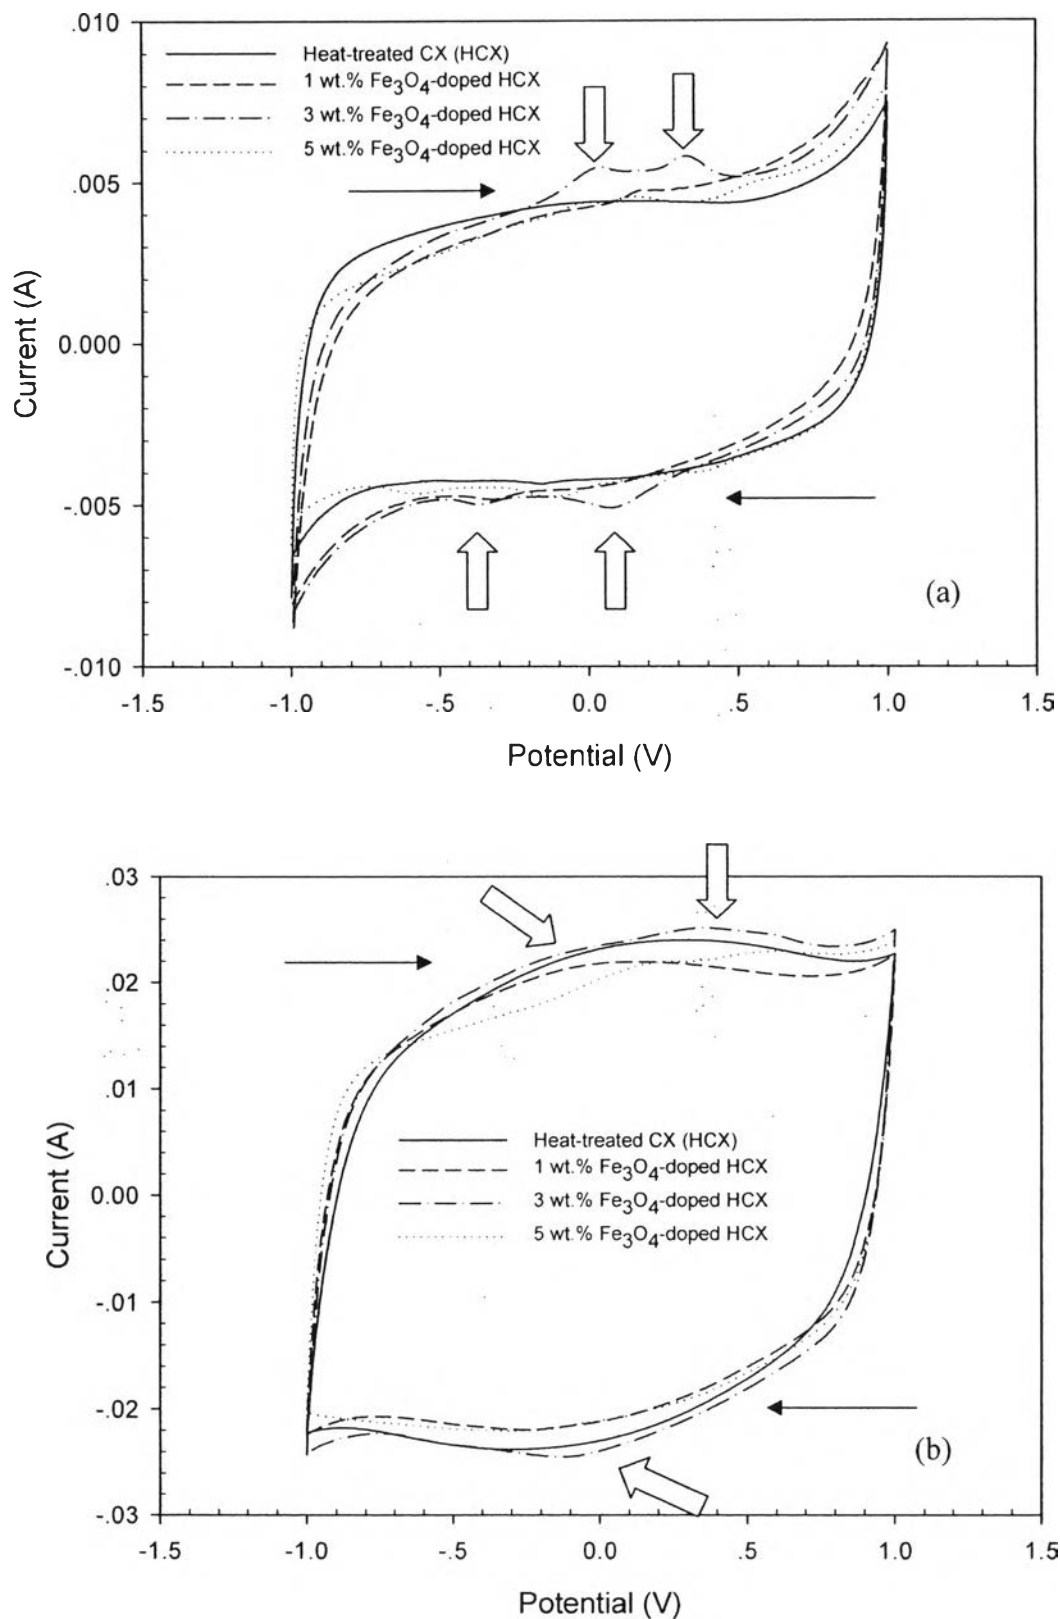 .010
Heat-treated CX (HCX)
1 wt.% Fe3O4-doped HCX
3 wt.% Fe3O4-doped HCX
5 wt.% Fe3O4-doped HCX
.005
0.000
-.005
-.010
Current (A)
(a)
-1.5 -1.0 -.5 0.0 .5 1.0 1.5
Potential (V)
.03
.02
.01
0.00
-.01
-.02
-.03
Current (A)
Heat-treated CX (HCX)
1 wt.% Fe3O4-doped HCX
3 wt.% Fe3O4-doped HCX
5 wt.% Fe3O4-doped HCX
(b)
-1.5 -1.0 -.5 0.0 .5 1.0 1.5
Potential (V)